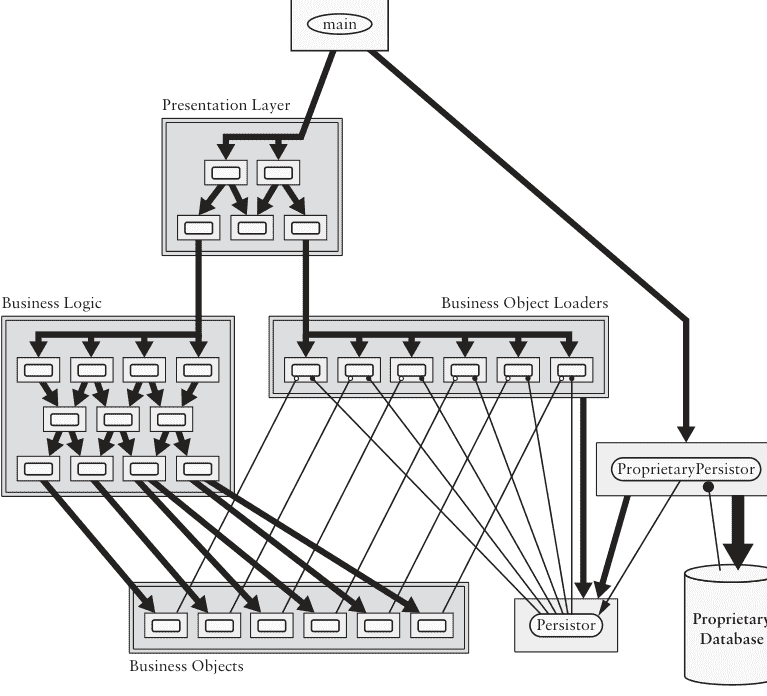 main
Presentation Layer
Business Logic
Business Object Loaders
ProprietaryPersistor
Persistor
Proprietary
Database
Business Objects